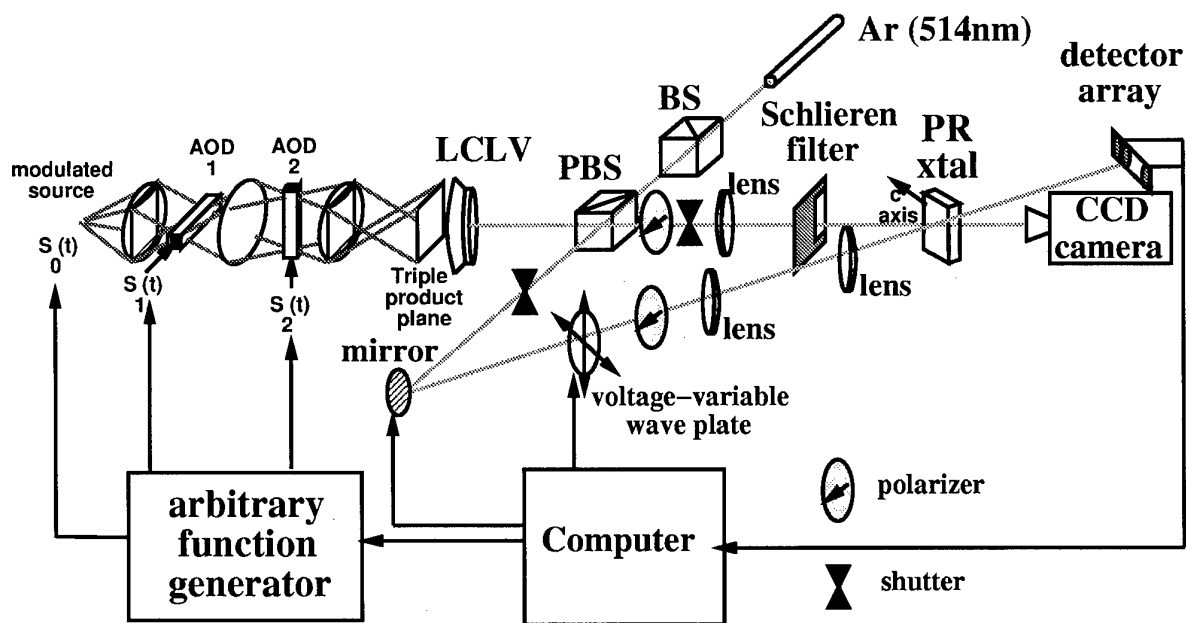 Ar (514nm)
detector
array
BS
Schlieren
filter
PR
xtal
AOD
1
AOD
2
LCLV
PBS
lens
modulated
source
c
axis
CCD
camera
S (t)
0
S (t)
1
S (t)
2
Triple
product
plane
lens
lens
mirror
voltage-variable
wave plate
arbitrary
function
generator
Computer
polarizer
shutter